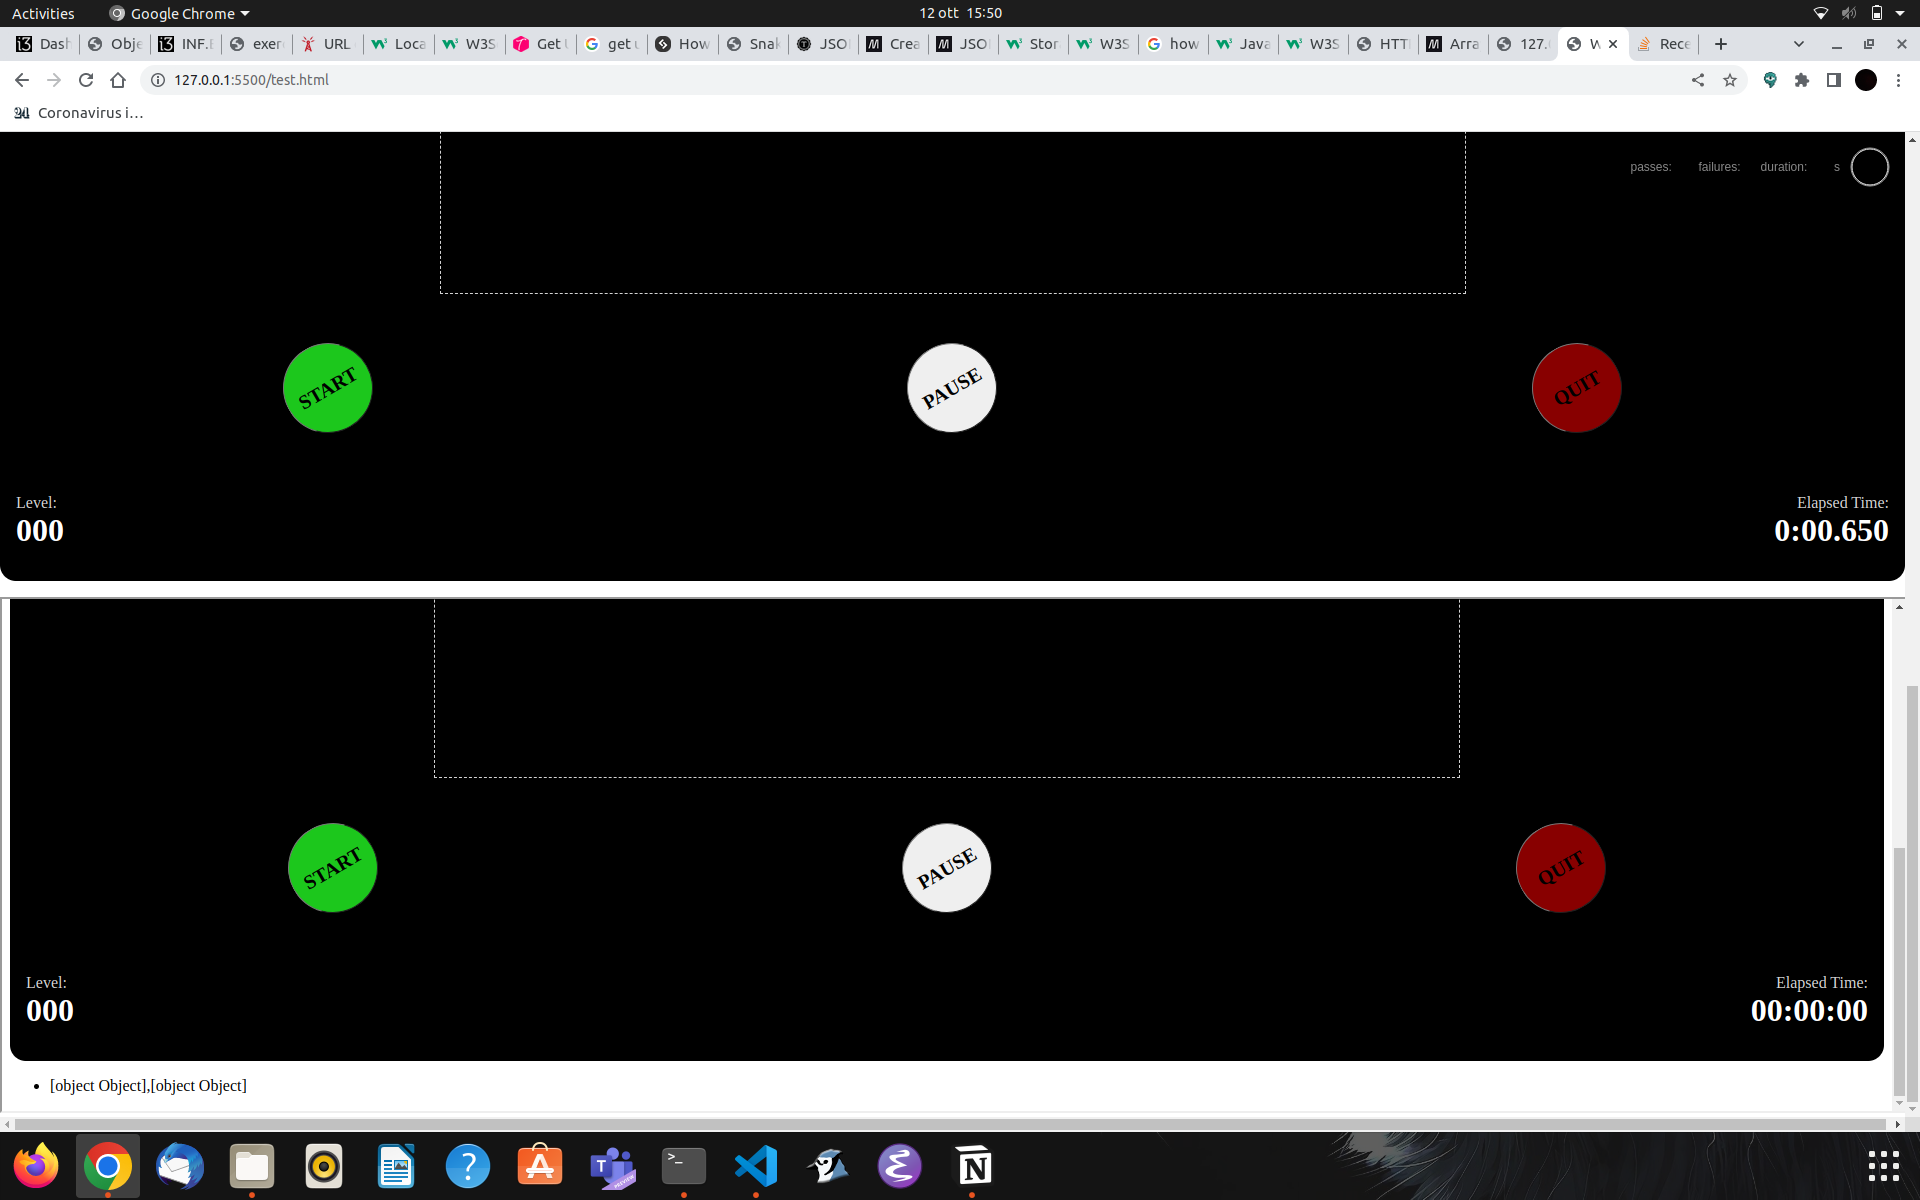 Activities Google Chrome 12 ott 15:50
Dash Obje INF. exer URL Loca W3S Get get u How Snak JSO Crea JSO Stor W3S how Java W3S HTT Arra 127. W Rece
127.0.0.1:5500/test.html
Coronavirus i…
passes: failures: duration: s
START PAUSE QUIT
Level: Elapsed Time:
000 0:00.650
START PAUSE QUIT
Level: Elapsed Time:
000 00:00:00
• [object Object],[object Object]